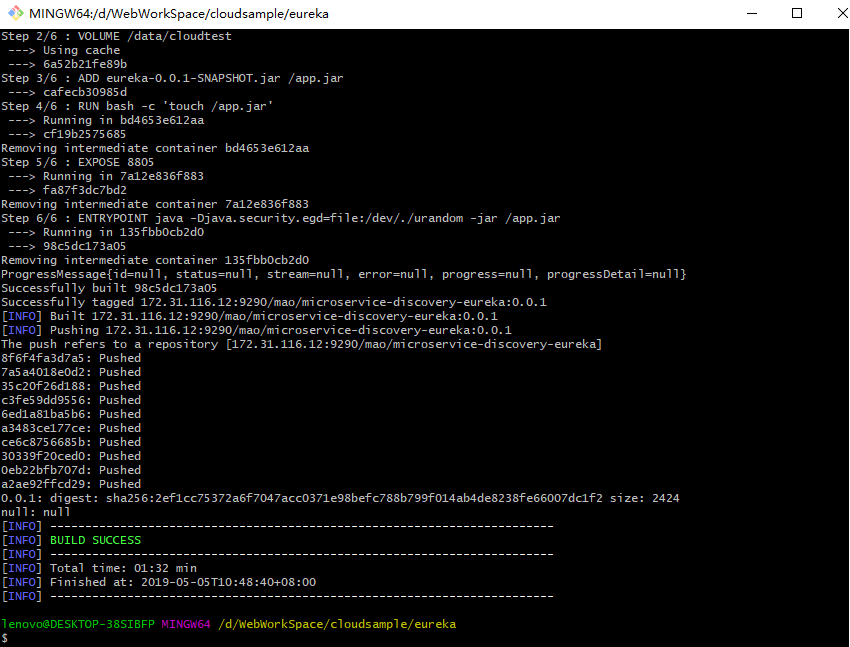 MINGW64:/d/WebWorkSpace/cloudsample/eureka
Step 2/6 : VOLUME /data/cloudtest
 ---> Using cache
 ---> 6a52b21fe89b
Step 3/6 : ADD eureka-0.0.1-SNAPSHOT.jar /app.jar
 ---> cafecb30985d
Step 4/6 : RUN bash -c 'touch /app.jar'
 ---> Running in bd4653e612aa
 ---> cf19b2575685
Removing intermediate container bd4653e612aa
Step 5/6 : EXPOSE 8805
 ---> Running in 7a12e836f883
 ---> fa87f3dc7bd2
Removing intermediate container 7a12e836f883
Step 6/6 : ENTRYPOINT java -Djava.security.egd=file:/dev/./urandom -jar /app.jar
 ---> Running in 135fbb0cb2d0
 ---> 98c5dc173a05
Removing intermediate container 135fbb0cb2d0
ProgressMessage{id=null, status=null, stream=null, error=null, progress=null, progressDetail=null}
Successfully built 98c5dc173a05
Successfully tagged 172.31.116.12:9290/mao/microservice-discovery-eureka:0.0.1
[INFO] Built 172.31.116.12:9290/mao/microservice-discovery-eureka:0.0.1
[INFO] Pushing 172.31.116.12:9290/mao/microservice-discovery-eureka:0.0.1
The push refers to a repository [172.31.116.12:9290/mao/microservice-discovery-eureka]
8f6f4fa3d7a5: Pushed
7a5a4018e0d2: Pushed
35c20f26d188: Pushed
c3fe59dd9556: Pushed
6ed1a81ba5b6: Pushed
a3483ce177ce: Pushed
ce6c8756685b: Pushed
30339f20ced0: Pushed
0eb22bfb707d: Pushed
a2ae92ffcd29: Pushed
0.0.1: digest: sha256:2ef1cc75372a6f7047acc0371e98befc788b799f014ab4de8238fe66007dc1f2 size: 2424
null: null
[INFO] ------------------------------------------------------------------------
[INFO] BUILD SUCCESS
[INFO] ------------------------------------------------------------------------
[INFO] Total time: 01:32 min
[INFO] Finished at: 2019-05-05T10:48:40+08:00
[INFO] ------------------------------------------------------------------------
lenovo@DESKTOP-38SIBFP MINGW64 /d/WebWorkSpace/cloudsample/eureka
$